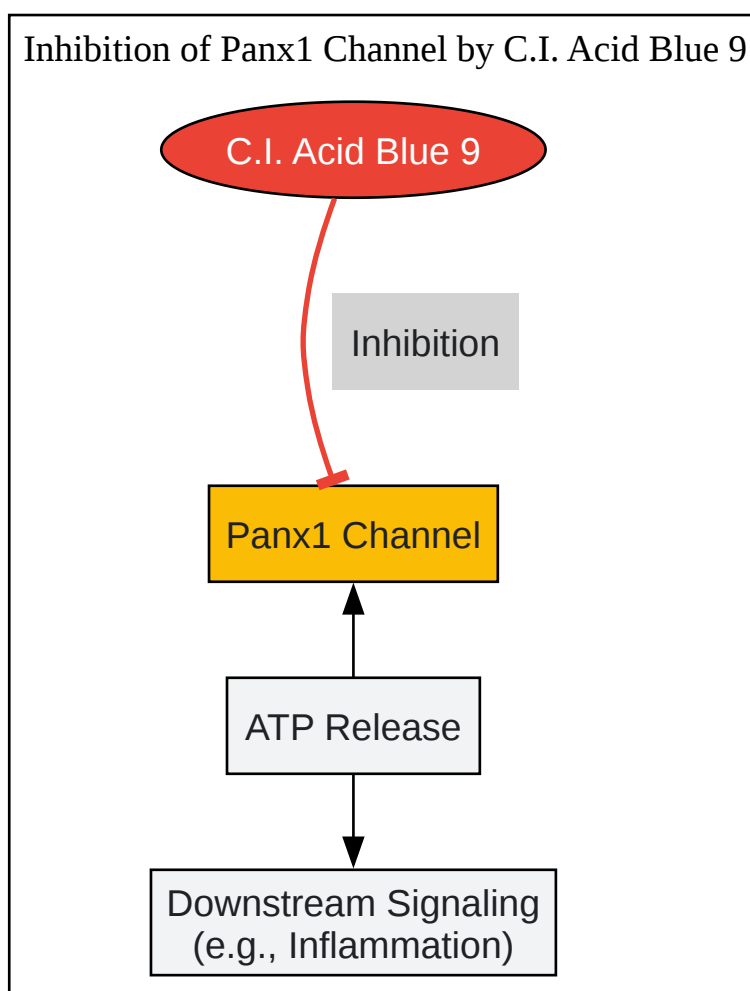 Inhibition of Panx1 Channel by C.I. Acid Blue 9
C.I. Acid Blue 9
Inhibition
Panx1 Channel
ATP Release
Downstream Signaling
(e.g., Inflammation)